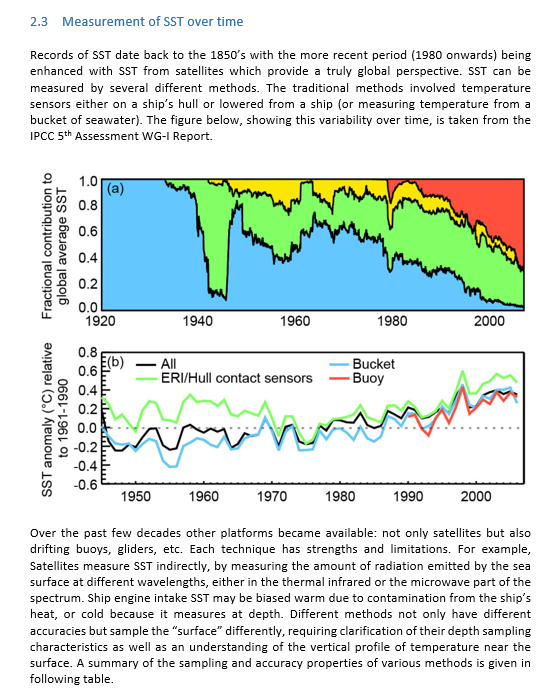 2.3 Measurement of SST over time
Records of SST date back to the 1850's with the more recent period (1980 onwards) being
enhanced with SST from satellites which provide a truly global perspective. SST can be
measured by several different methods. The traditional methods involved temperature
sensors either on a ship's hull or lowered from a ship (or measuring temperature from a
bucket of seawater). The figure below, showing this variability over time, is taken from the
IPCC 5th Assessment WG-I Report.
Fractional contribution to
global average SST
1.0
0.8
0.6
0.4
0.2
0.0
(a)
1920 1940 1960 1980 2000
SST anomaly (°C) relative
to 1961-1990
0.8
0.6
0.4
0.2
0.0
-0.2
-0.4
-0.6
(b)
All
ERI/Hull contact sensors
Bucket
Buoy
1950 1960 1970 1980 1990 2000
Over the past few decades other platforms became available: not only satellites but also
drifting buoys, gliders, etc. Each technique has strengths and limitations. For example,
Satellites measure SST indirectly, by measuring the amount of radiation emitted by the sea
surface at different wavelengths, either in the thermal infrared or the microwave part of the
spectrum. Ship engine intake SST may be biased warm due to contamination from the ship's
heat, or cold because it measures at depth. Different methods not only have different
accuracies but sample the “surface” differently, requiring clarification of their depth sampling
characteristics as well as an understanding of the vertical profile of temperature near the
surface. A summary of the sampling and accuracy properties of various methods is given in
following table.